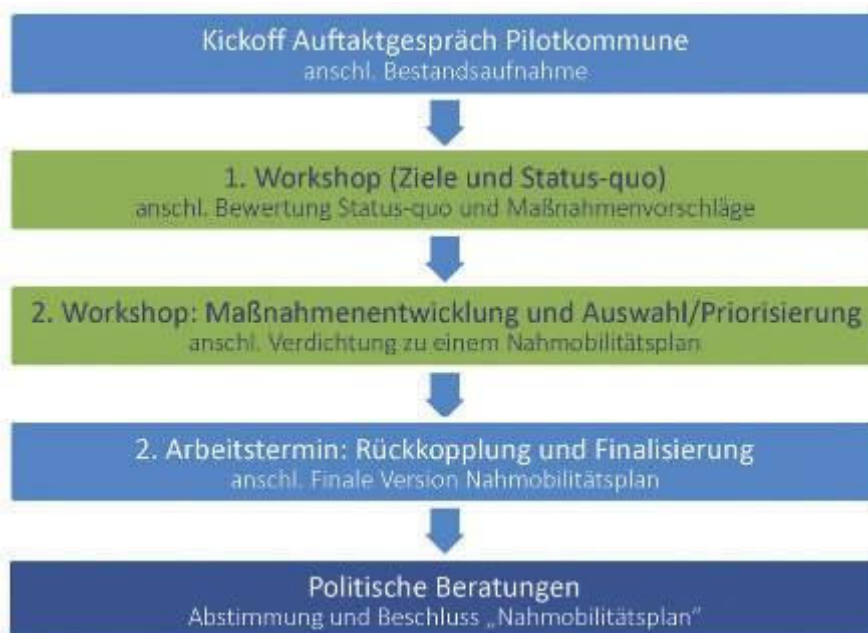 Kickoff Auftaktgespräch Pilotkommune
anschl. Bestandsaufnahme
1. Workshop (Ziele und Status-quo)
anschl. Bewertung Status-quo und Maßnahmenvorschläge
2. Workshop: Maßnahmenentwicklung und Auswahl/Priorisierung
anschl. Verdichtung zu einem Nahmobilitätsplan
2. Arbeitstermin: Rückkopplung und Finalisierung
anschl. Finale Version Nahmobilitätsplan
Politische Beratungen
Abstimmung und Beschluss „Nahmobilitätsplan“